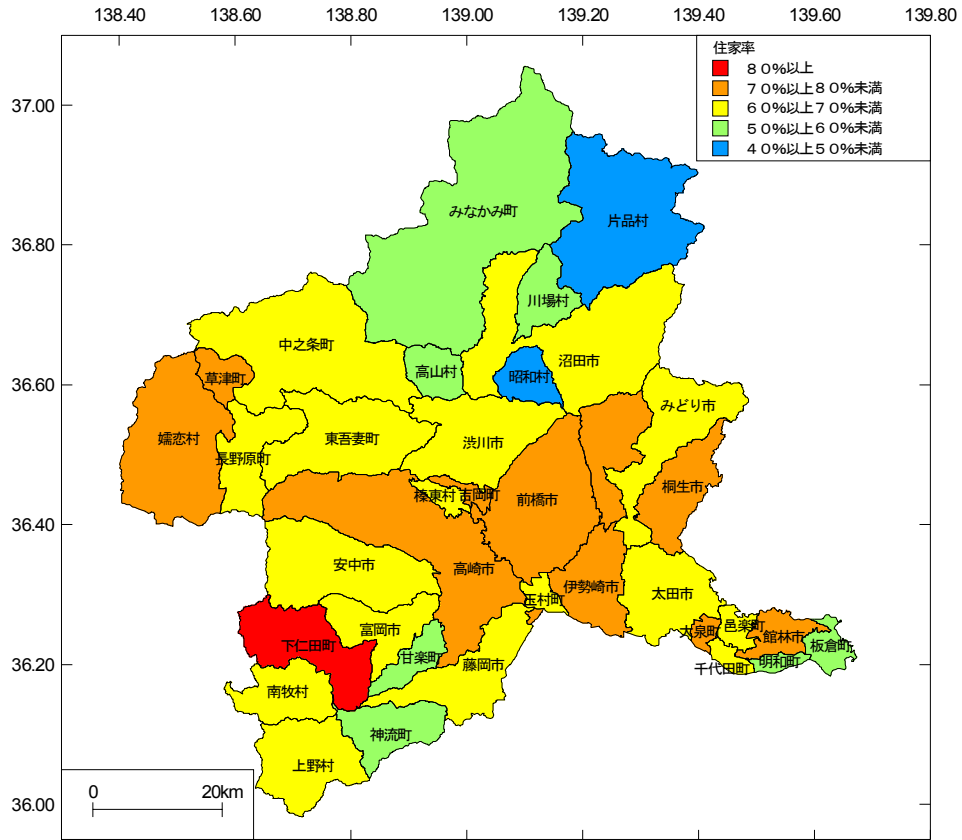 138.40 138.60 138.80 139.00 139.20 139.40 139.60 139.80
住家率
８０%以上
７０%以上８０%未満
６０%以上７０%未満
５０%以上６０%未満
４０%以上５０%未満
37.00
36.80
36.60
36.40
36.20
36.00
みなかみ町
片品村
川場村
中之条町
沼田市
高山村
昭和村
草津町
みどり市
嬬恋村
東吾妻町
渋川市
長野原町
桐生市
榛東村
吉岡町
前橋市
安中市
高崎市
伊勢崎市
太田市
玉村町
富岡市
大泉町
邑楽町
館林市
板倉町
下仁田町
甘楽町
藤岡市
千代田町
明和町
南牧村
神流町
上野村
0 20km